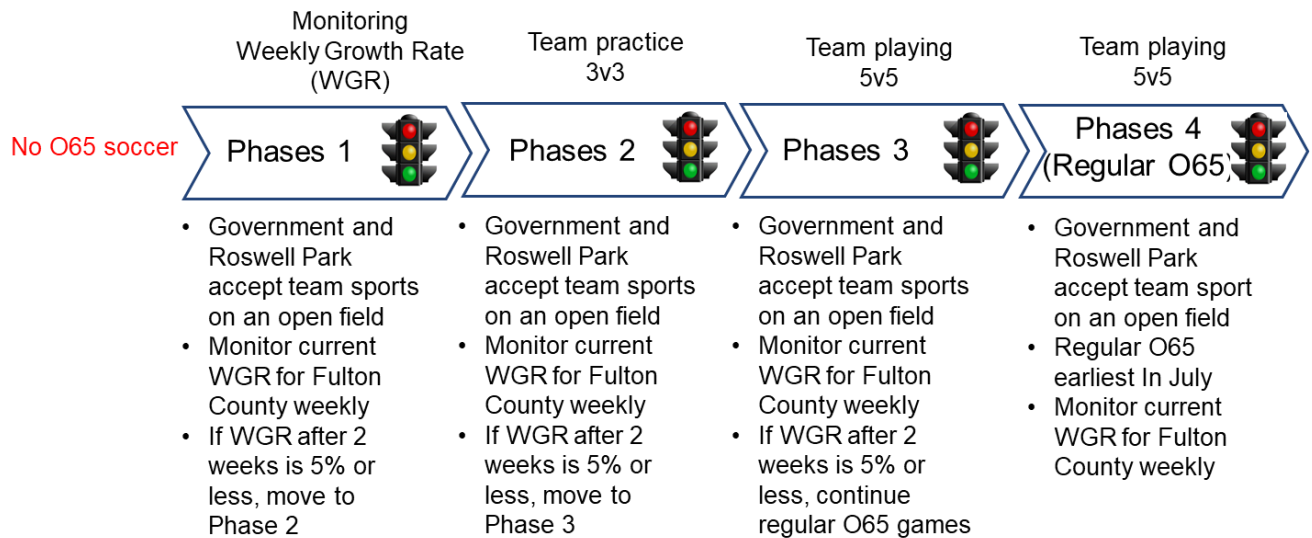 Monitoring
Weekly Growth Rate
(WGR)
Team practice
3v3
Team playing
5v5
Team playing
5v5
No O65 soccer
Phases 1
Phases 2
Phases 3
Phases 4
(Regular O65)
• Government and
Roswell Park
accept team sports
on an open field
• Monitor current
WGR for Fulton
County weekly
• If WGR after 2
weeks is 5% or
less, move to
Phase 2
• Government and
Roswell Park
accept team sports
on an open field
• Monitor current
WGR for Fulton
County weekly
• If WGR after 2
weeks is 5% or
less, move to
Phase 3
• Government and
Roswell Park
accept team sports
on an open field
• Monitor current
WGR for Fulton
County weekly
• If WGR after 2
weeks is 5% or
less, continue
regular O65 games
• Government and
Roswell Park
accept team sport
on an open field
• Regular O65
earliest In July
• Monitor current
WGR for Fulton
County weekly